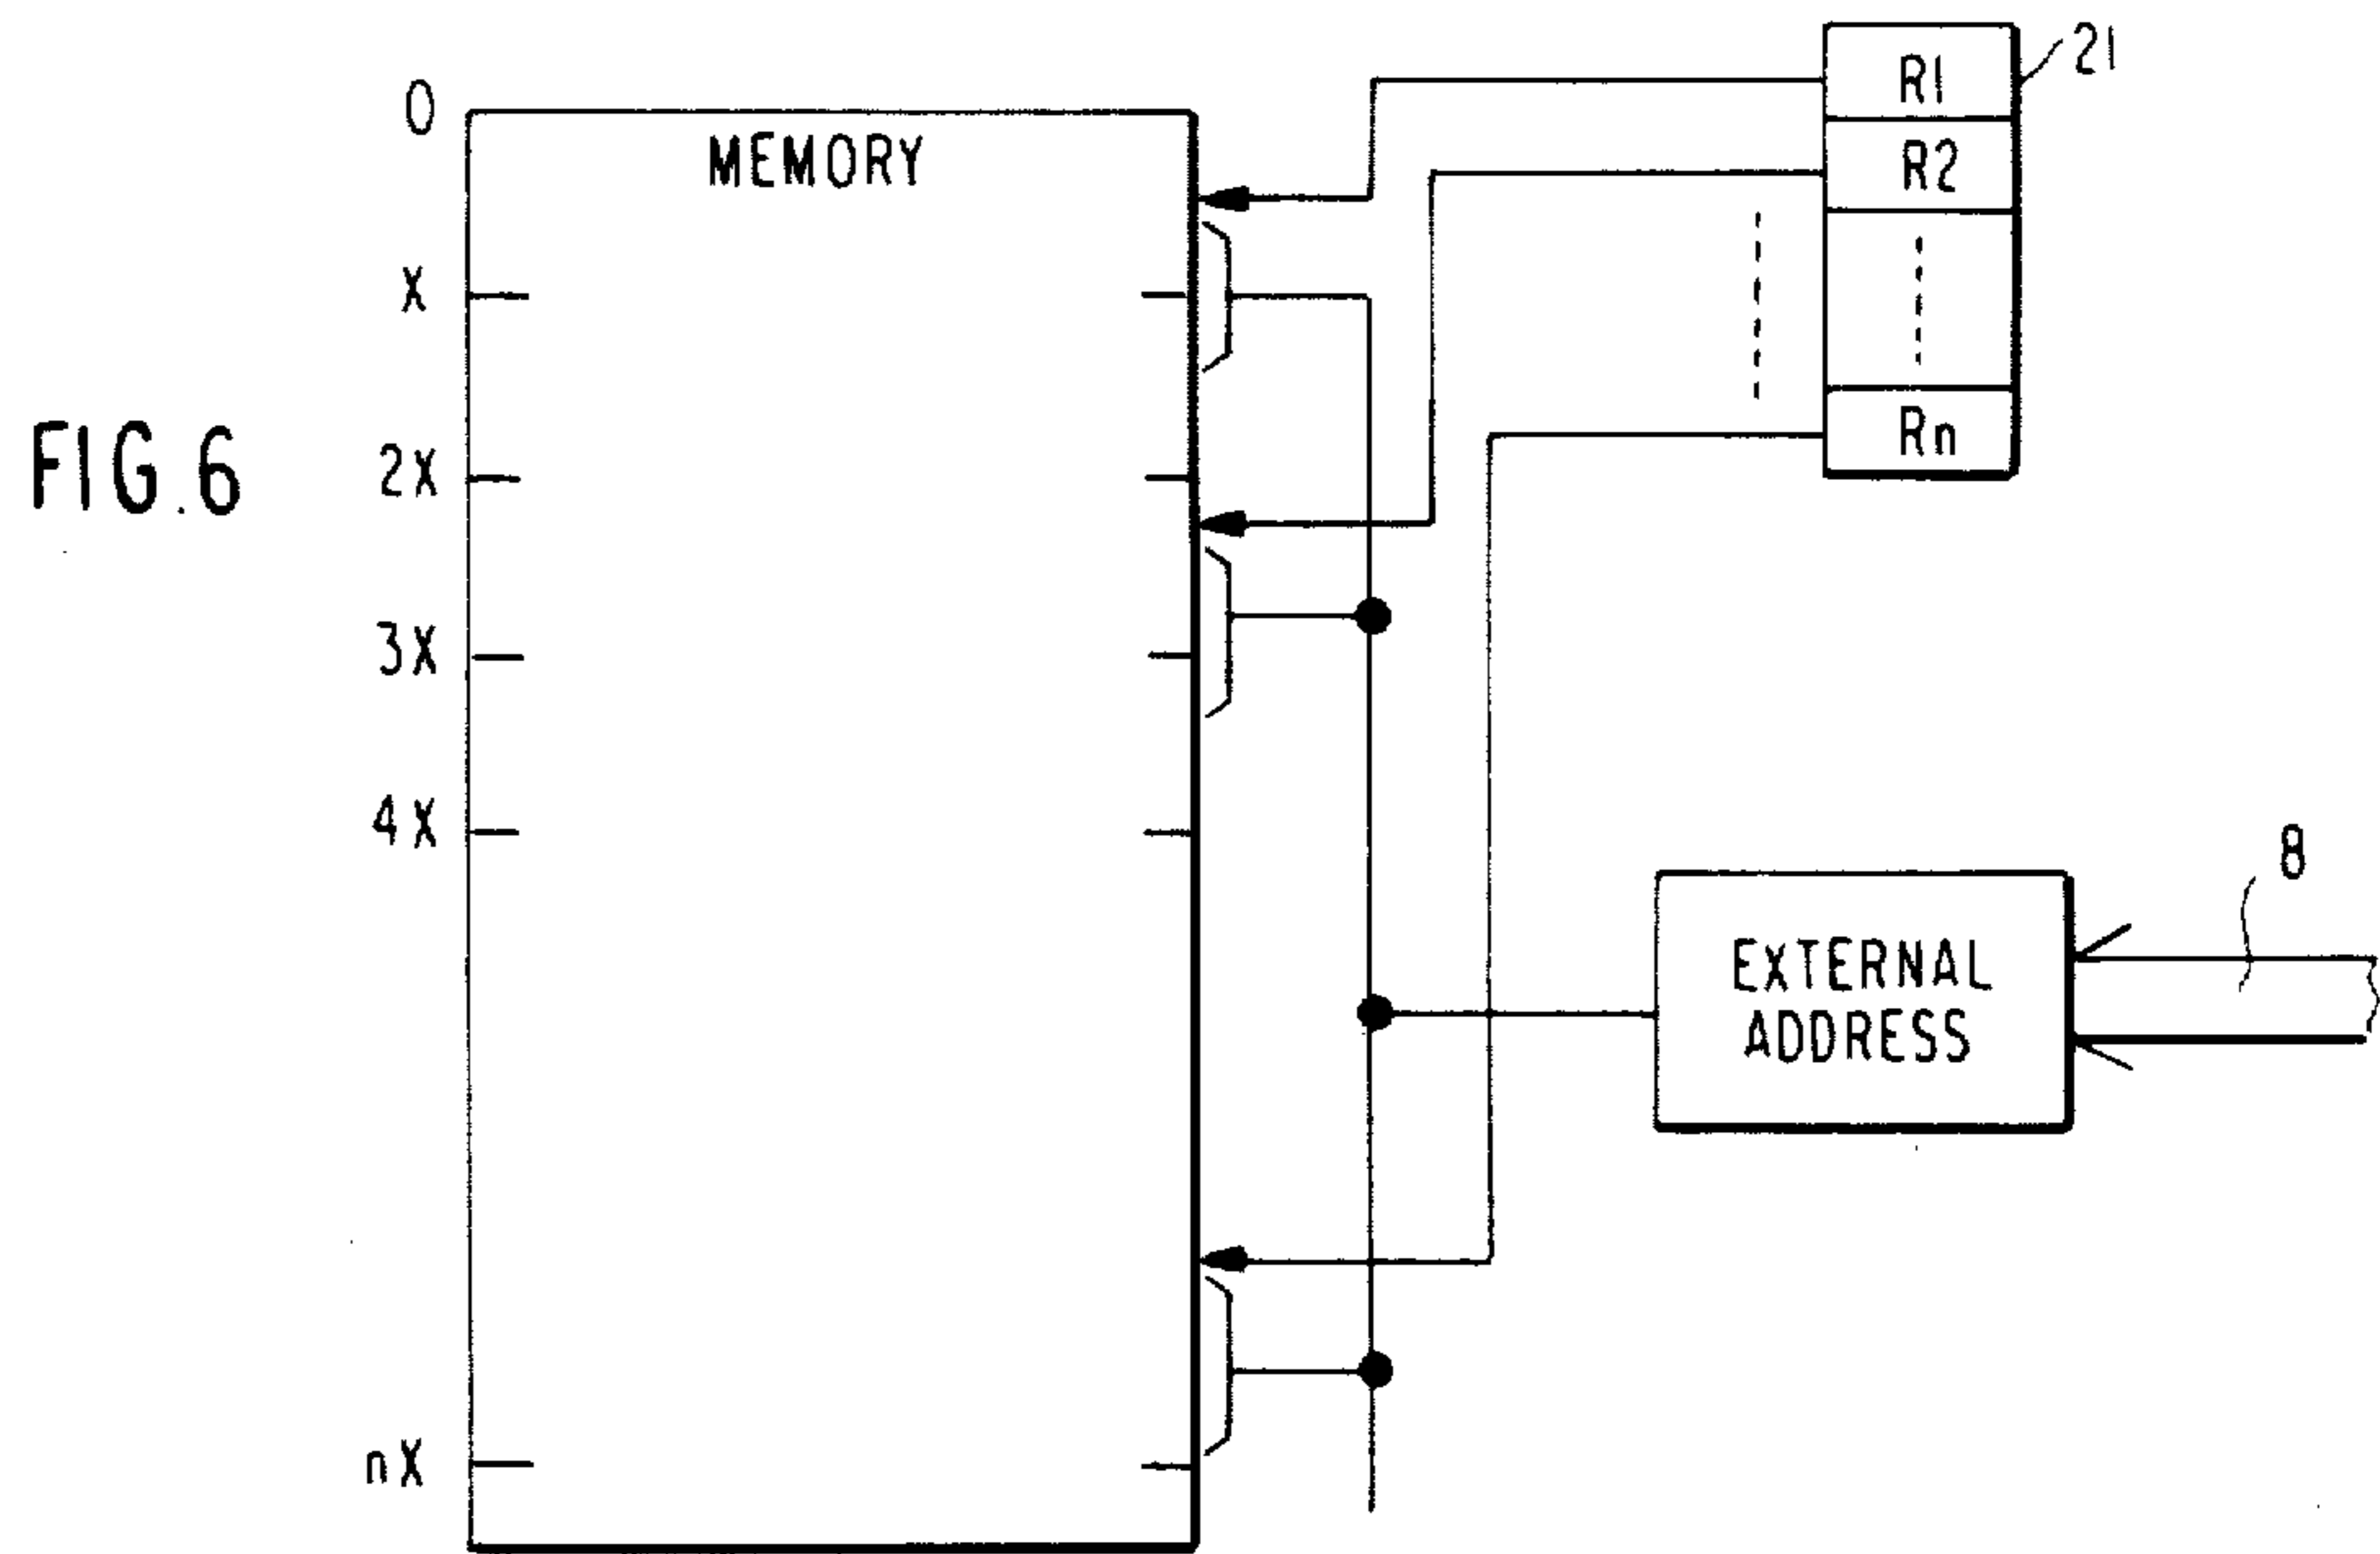 FIG.6
0
X
2X
3X
4X
nX
MEMORY
R1
R2
Rn
21
EXTERNAL
ADDRESS
8